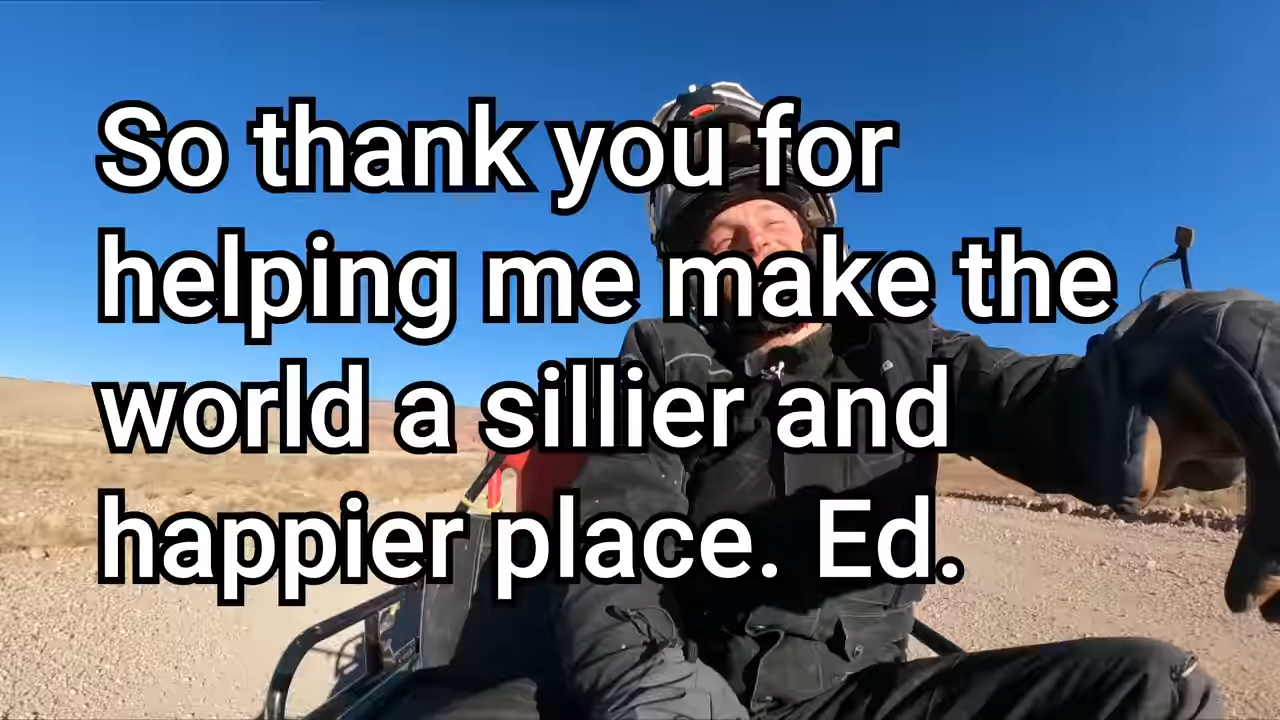 So thank you for
helping me make the
world a sillier and
happier place. Ed.